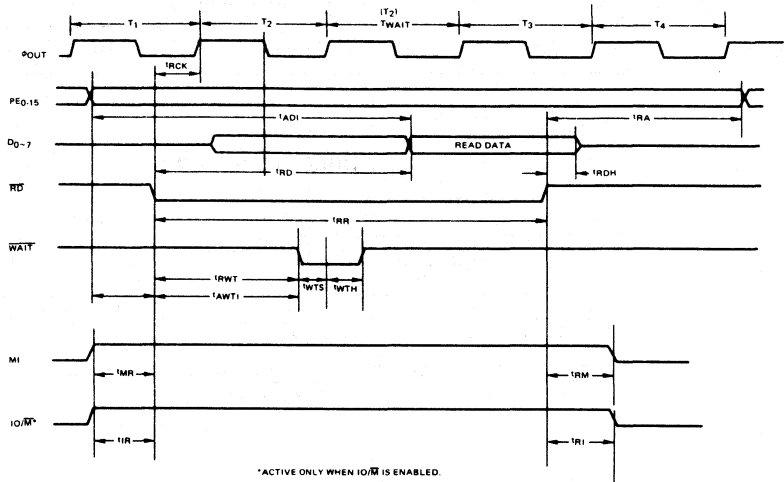 (T2)
T1 T2 TWAIT T3 T4
φOUT
tRCK
PE0-15
tADI tRA
D0~7
READ DATA
tRD tRDH
RD
tRR
WAIT
tRWT tWTS tWTH
tAWTI
MI
tMR tRM
IO/M*
tIR tRI
*ACTIVE ONLY WHEN IO/M IS ENABLED.